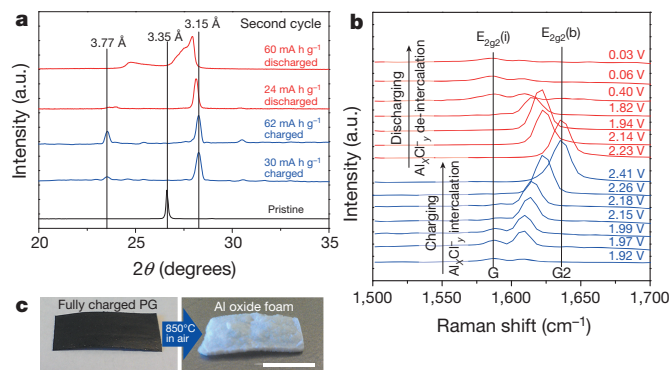 a
Second cycle
3.77 Å
3.35 Å
3.15 Å
60 mA h g⁻¹
discharged
24 mA h g⁻¹
discharged
62 mA h g⁻¹
charged
30 mA h g⁻¹
charged
Pristine
Intensity (a.u.)
20 25 30 35
2θ (degrees)
b
E2g2(i)
E2g2(b)
0.03 V
0.06 V
0.40 V
1.82 V
1.94 V
2.14 V
2.23 V
2.41 V
2.26 V
2.18 V
2.15 V
1.99 V
1.97 V
1.92 V
Discharging
AlxCly⁻ de-intercalation
Charging
AlxCly⁻ intercalation
G
G2
Intensity (a.u.)
1,500 1,550 1,600 1,650 1,700
Raman shift (cm⁻¹)
c
Fully charged PG
850°C
in air
Al oxide foam